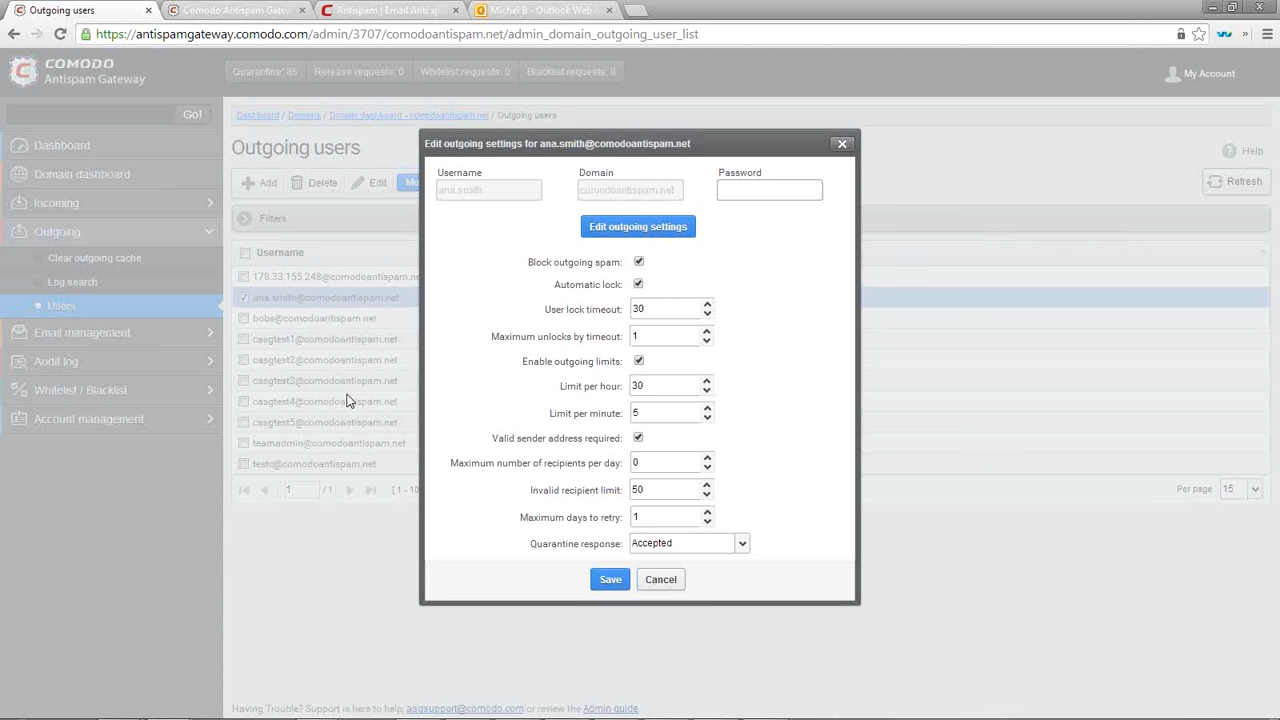 Outgoing users
Comodo Antispam Gatew
Antispam | Email Anti sp
Michel B. - Outlook Web A
https://antispamgateway.comodo.com/admin/3707/comodoantispam.net/admin_domain_outgoing_user_list
COMODO
Antispam Gateway
Quarantine: 85
Release requests: 0
Whitelist requests: 0
Blacklist requests: 0
My Account
Go!
Dashboard
Domain dashboard
Incoming
Outgoing
Clear outgoing cache
Log search
Users
Email management
Audit log
Whitelist / Blacklist
Account management
Dashboard / Domains / Domain dashboard - comodoantispam.net / Outgoing users
Outgoing users
Help
Add
Delete
Edit
Mo
Refresh
Filters
Username
178.33.155.248@comodoantispam.ne
ana.smith@comodoantispam.net
bobs@comodoantispam.net
casgtest1@comodoantispam.net
casgtest2@comodoantispam.net
casgtest3@comodoantispam.net
casgtest4@comodoantispam.net
casgtest5@comodoantispam.net
teamadmin@comodoantispam.net
testc@comodoantispam.net
1 / 1 [ 1 - 10
Per page 15
Edit outgoing settings for ana.smith@comodoantispam.net
Username Domain Password
ana.smith comodoantispam.net
Edit outgoing settings
Block outgoing spam:
Automatic lock:
User lock timeout: 30
Maximum unlocks by timeout: 1
Enable outgoing limits:
Limit per hour: 30
Limit per minute: 5
Valid sender address required:
Maximum number of recipients per day: 0
Invalid recipient limit: 50
Maximum days to retry: 1
Quarantine response: Accepted
Save Cancel
Having Trouble? Support is here to help, asgsupport@comodo.com or review the Admin guide